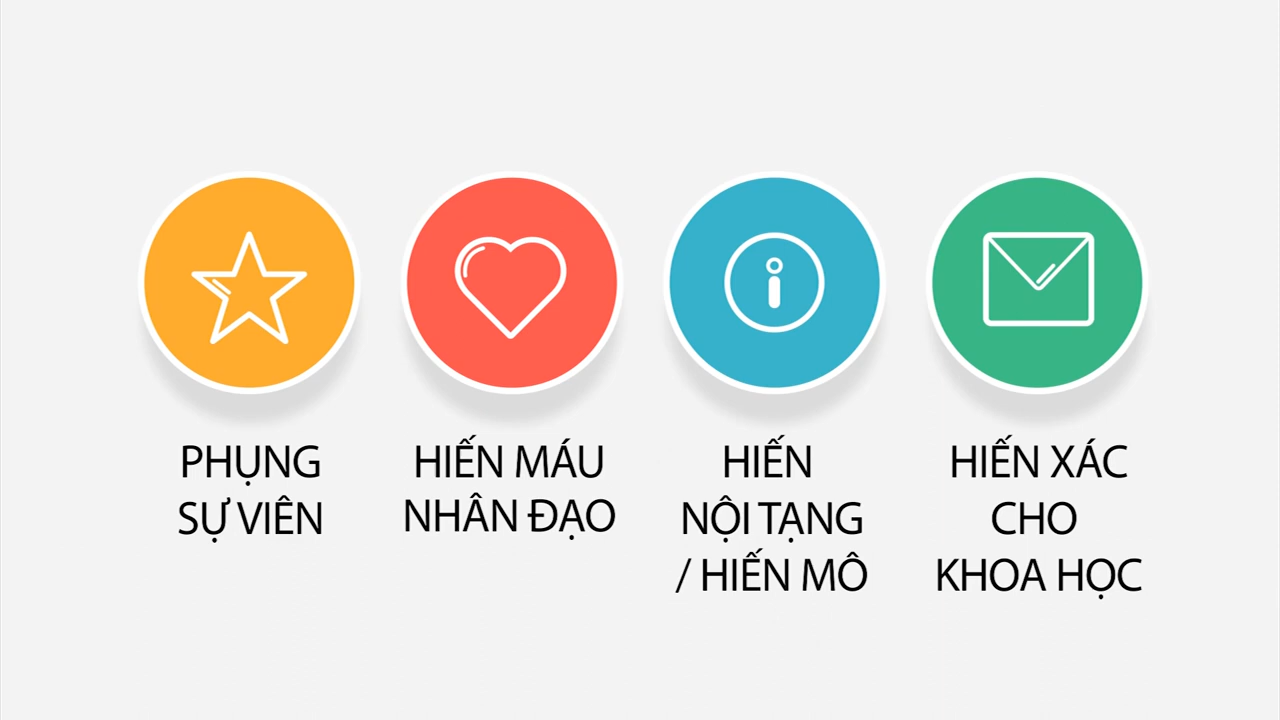 PHỤNG
SỰ VIÊN
HIẾN MÁU
NHÂN ĐẠO
HIẾN
NỘI TẠNG
/ HIẾN MÔ
HIẾN XÁC
CHO
KHOA HỌC